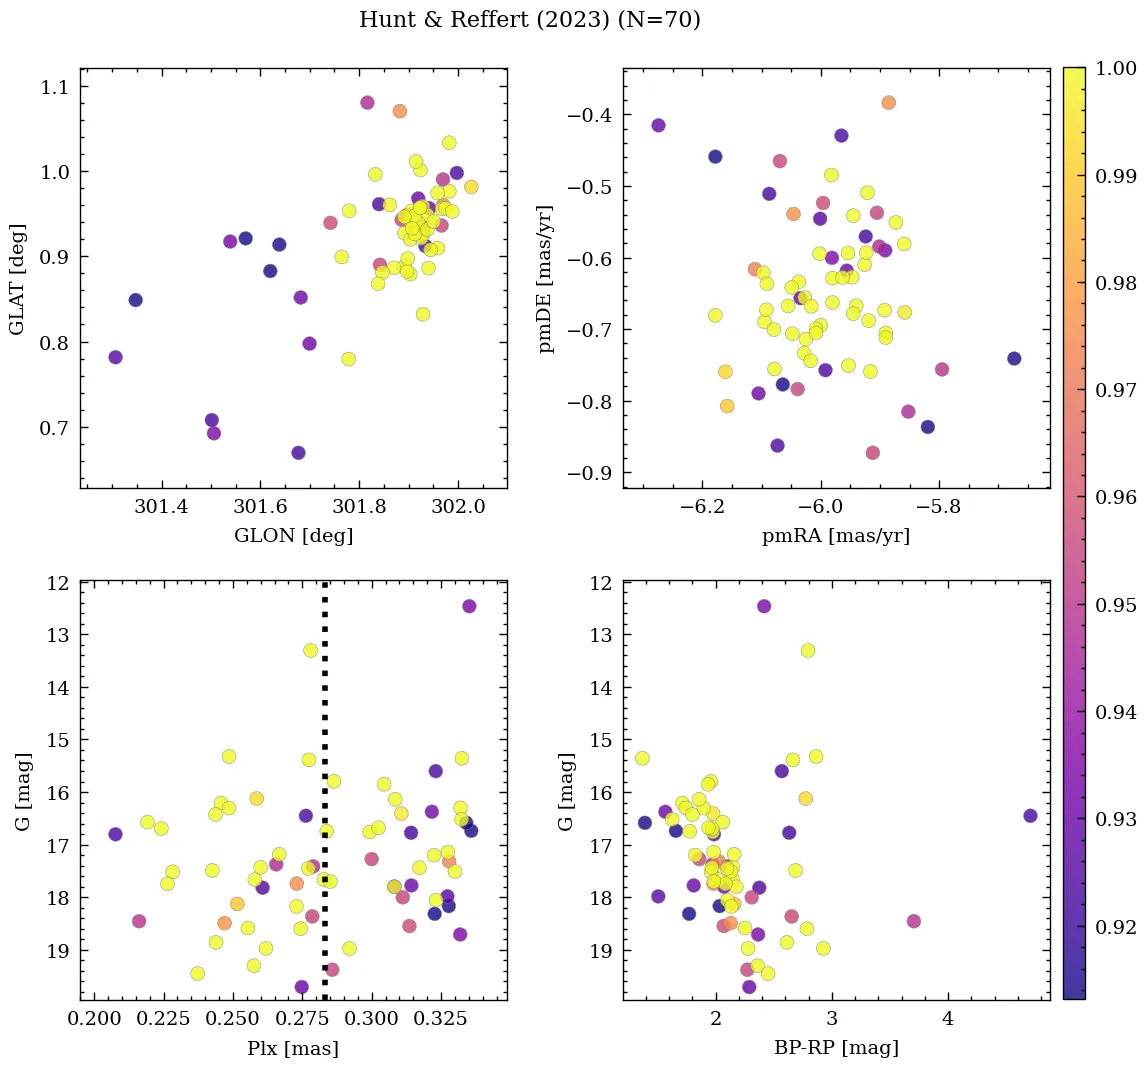 Hunt & Reffert (2023) (N=70)
1.1
1.0
0.9
0.8
0.7
GLAT [deg]
301.4 301.6 301.8 302.0
GLON [deg]
−0.4
−0.5
−0.6
−0.7
−0.8
−0.9
pmDE [mas/yr]
−6.2 −6.0 −5.8
pmRA [mas/yr]
1.00
0.99
0.98
0.97
0.96
0.95
0.94
0.93
0.92
12
13
14
15
16
17
18
19
G [mag]
0.200 0.225 0.250 0.275 0.300 0.325
Plx [mas]
12
13
14
15
16
17
18
19
G [mag]
2 3 4
BP-RP [mag]